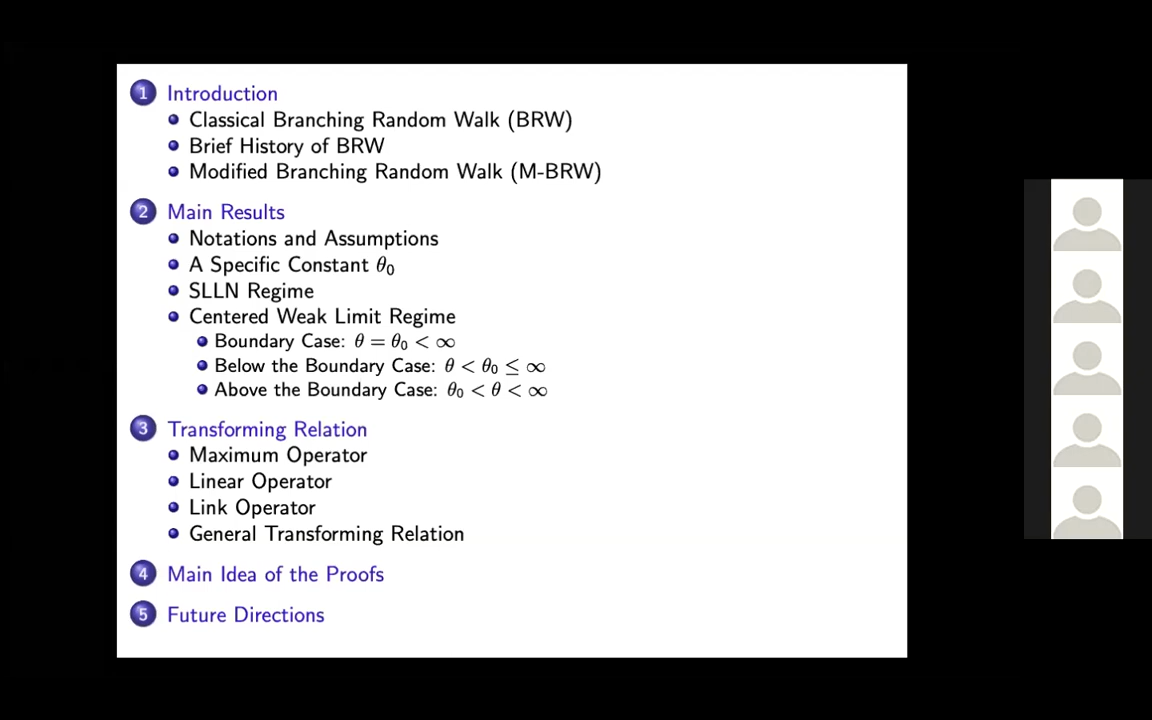 1 Introduction
Classical Branching Random Walk (BRW)
Brief History of BRW
Modified Branching Random Walk (M-BRW)
2 Main Results
Notations and Assumptions
A Specific Constant θ₀
SLLN Regime
Centered Weak Limit Regime
Boundary Case: θ = θ₀ < ∞
Below the Boundary Case: θ < θ₀ ≤ ∞
Above the Boundary Case: θ₀ < θ < ∞
3 Transforming Relation
Maximum Operator
Linear Operator
Link Operator
General Transforming Relation
4 Main Idea of the Proofs
5 Future Directions